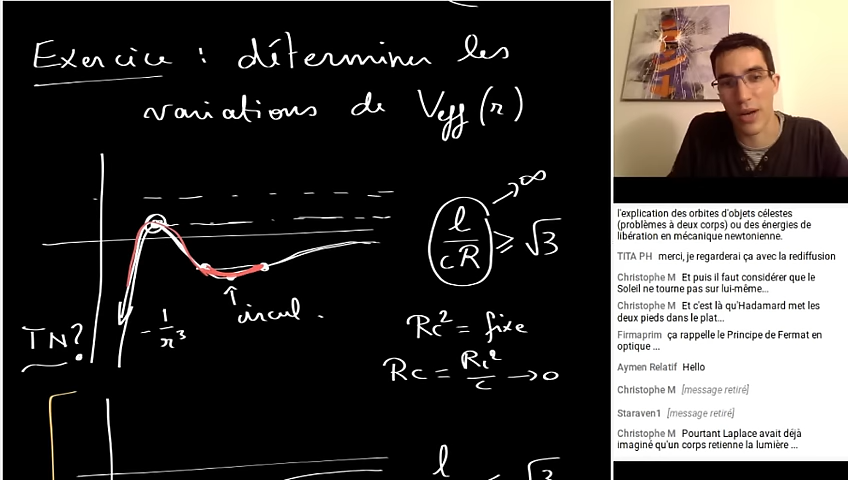 Exercice : déterminer les
variations de Veff(r)
l/cR ≥ √3
→ ∞
circul.
-1/r³
TN?
Rc² = fixe
Rc = Rc²/c → 0
l
√3
l'explication des orbites d'objets célestes
(problèmes à deux corps) ou des énergies de
libération en mécanique newtonienne.
TITA PH merci, je regarderai ça avec la rediffusion
Christophe M Et puis il faut considérer que le
Soleil ne tourne pas sur lui-même...
Christophe M Et c'est là qu'Hadamard met les
deux pieds dans le plat...
Firmaprim ça rappelle le Principe de Fermat en
optique ...
Aymen Relatif Hello
Christophe M [message retiré]
Staraven1 [message retiré]
Christophe M Pourtant Laplace avait déjà
imaginé qu'un corps retienne la lumière ...